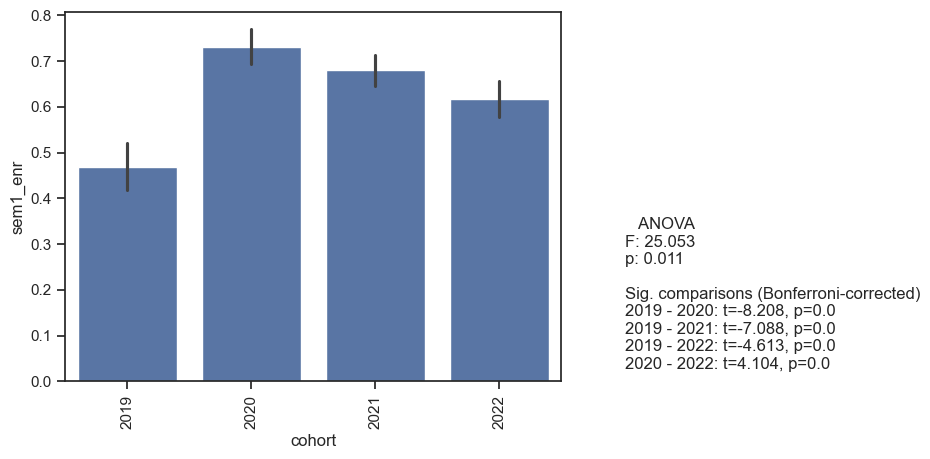 0.8
0.7
0.6
0.5
0.4
0.3
0.2
0.1
0.0
sem1_enr
2019
2020
2021
2022
cohort
ANOVA
F: 25.053
p: 0.011
Sig. comparisons (Bonferroni-corrected)
2019 - 2020: t=-8.208, p=0.0
2019 - 2021: t=-7.088, p=0.0
2019 - 2022: t=-4.613, p=0.0
2020 - 2022: t=4.104, p=0.0